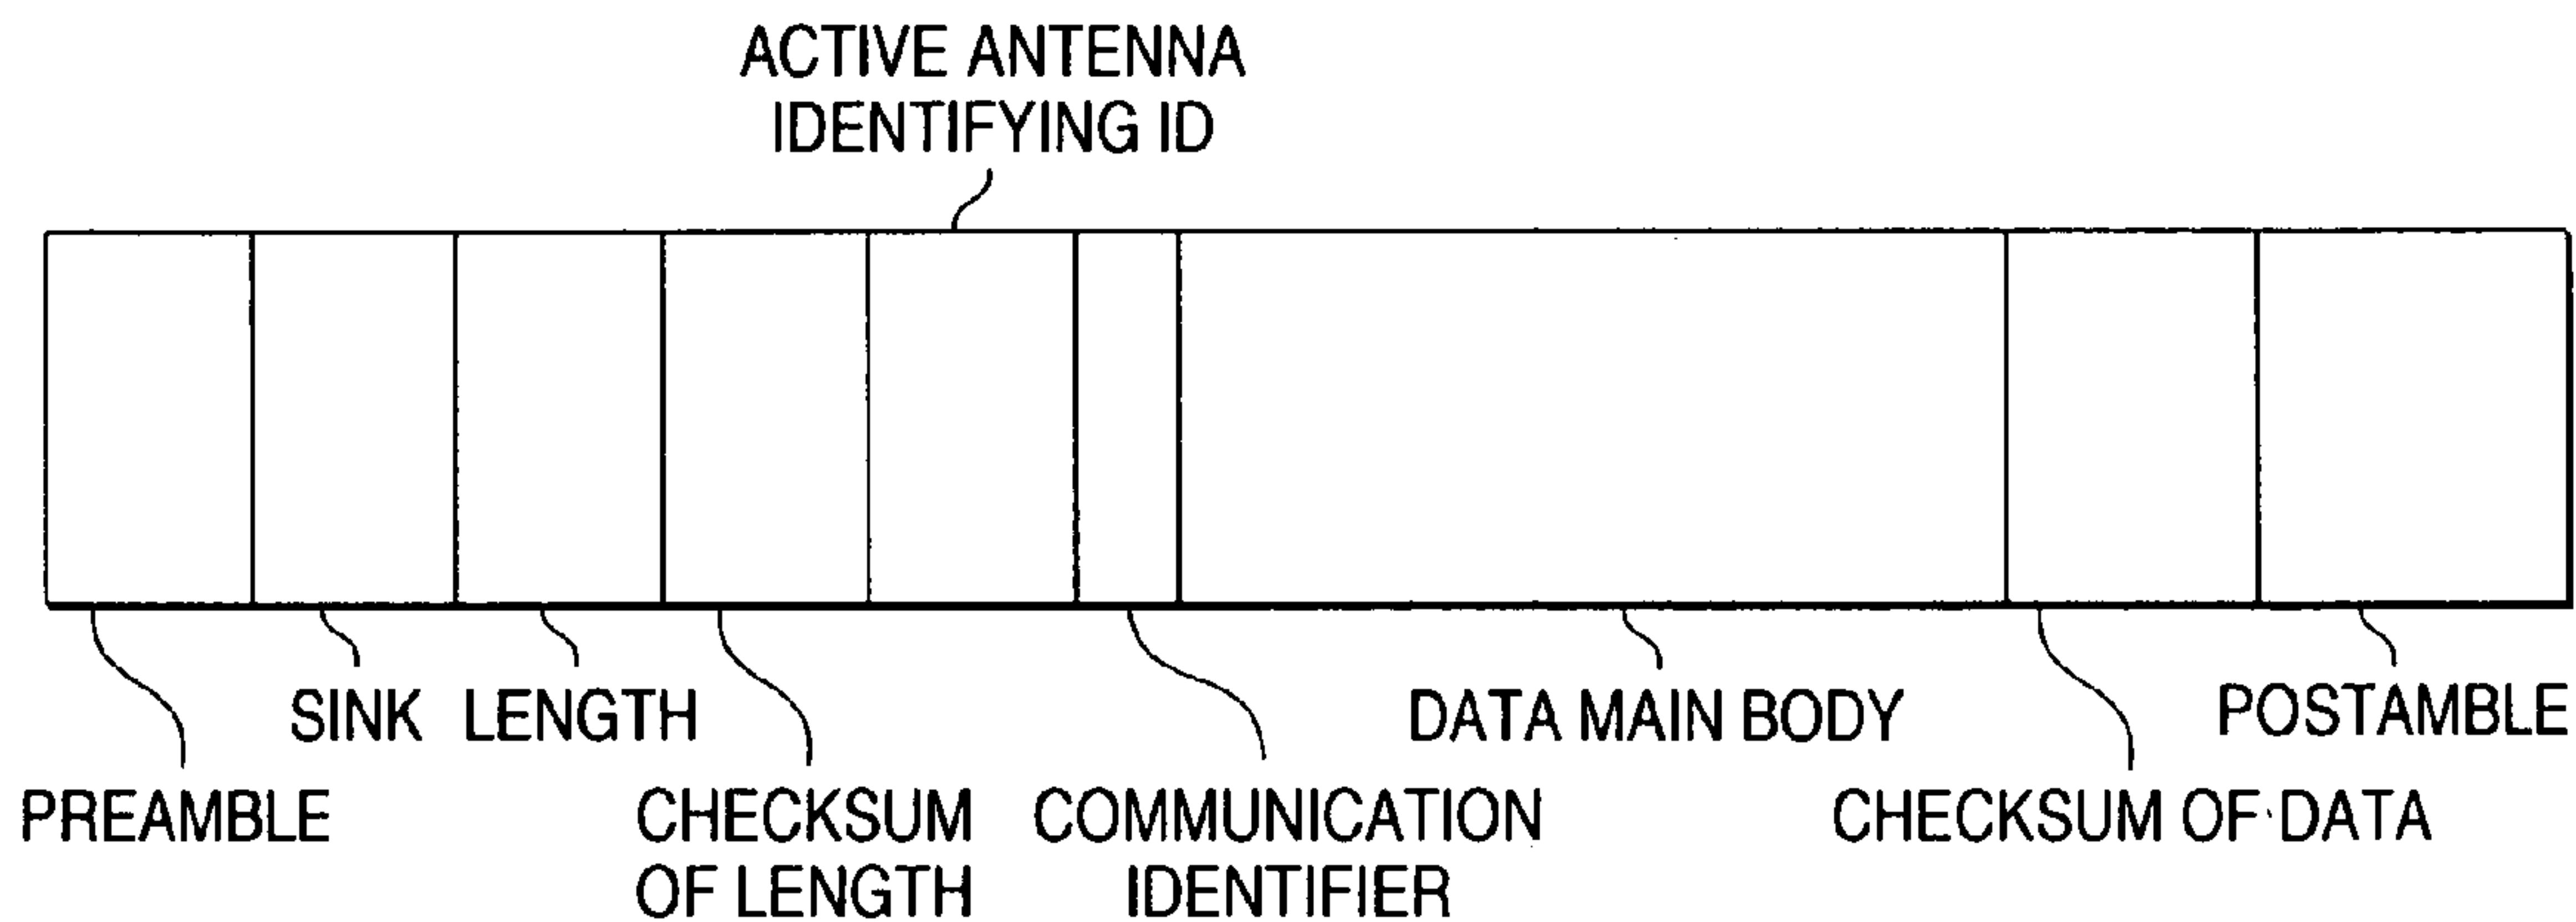 ACTIVE ANTENNA
IDENTIFYING ID
SINK
LENGTH
DATA MAIN BODY
POSTAMBLE
PREAMBLE
CHECKSUM
OF LENGTH
COMMUNICATION
IDENTIFIER
CHECKSUM OF DATA